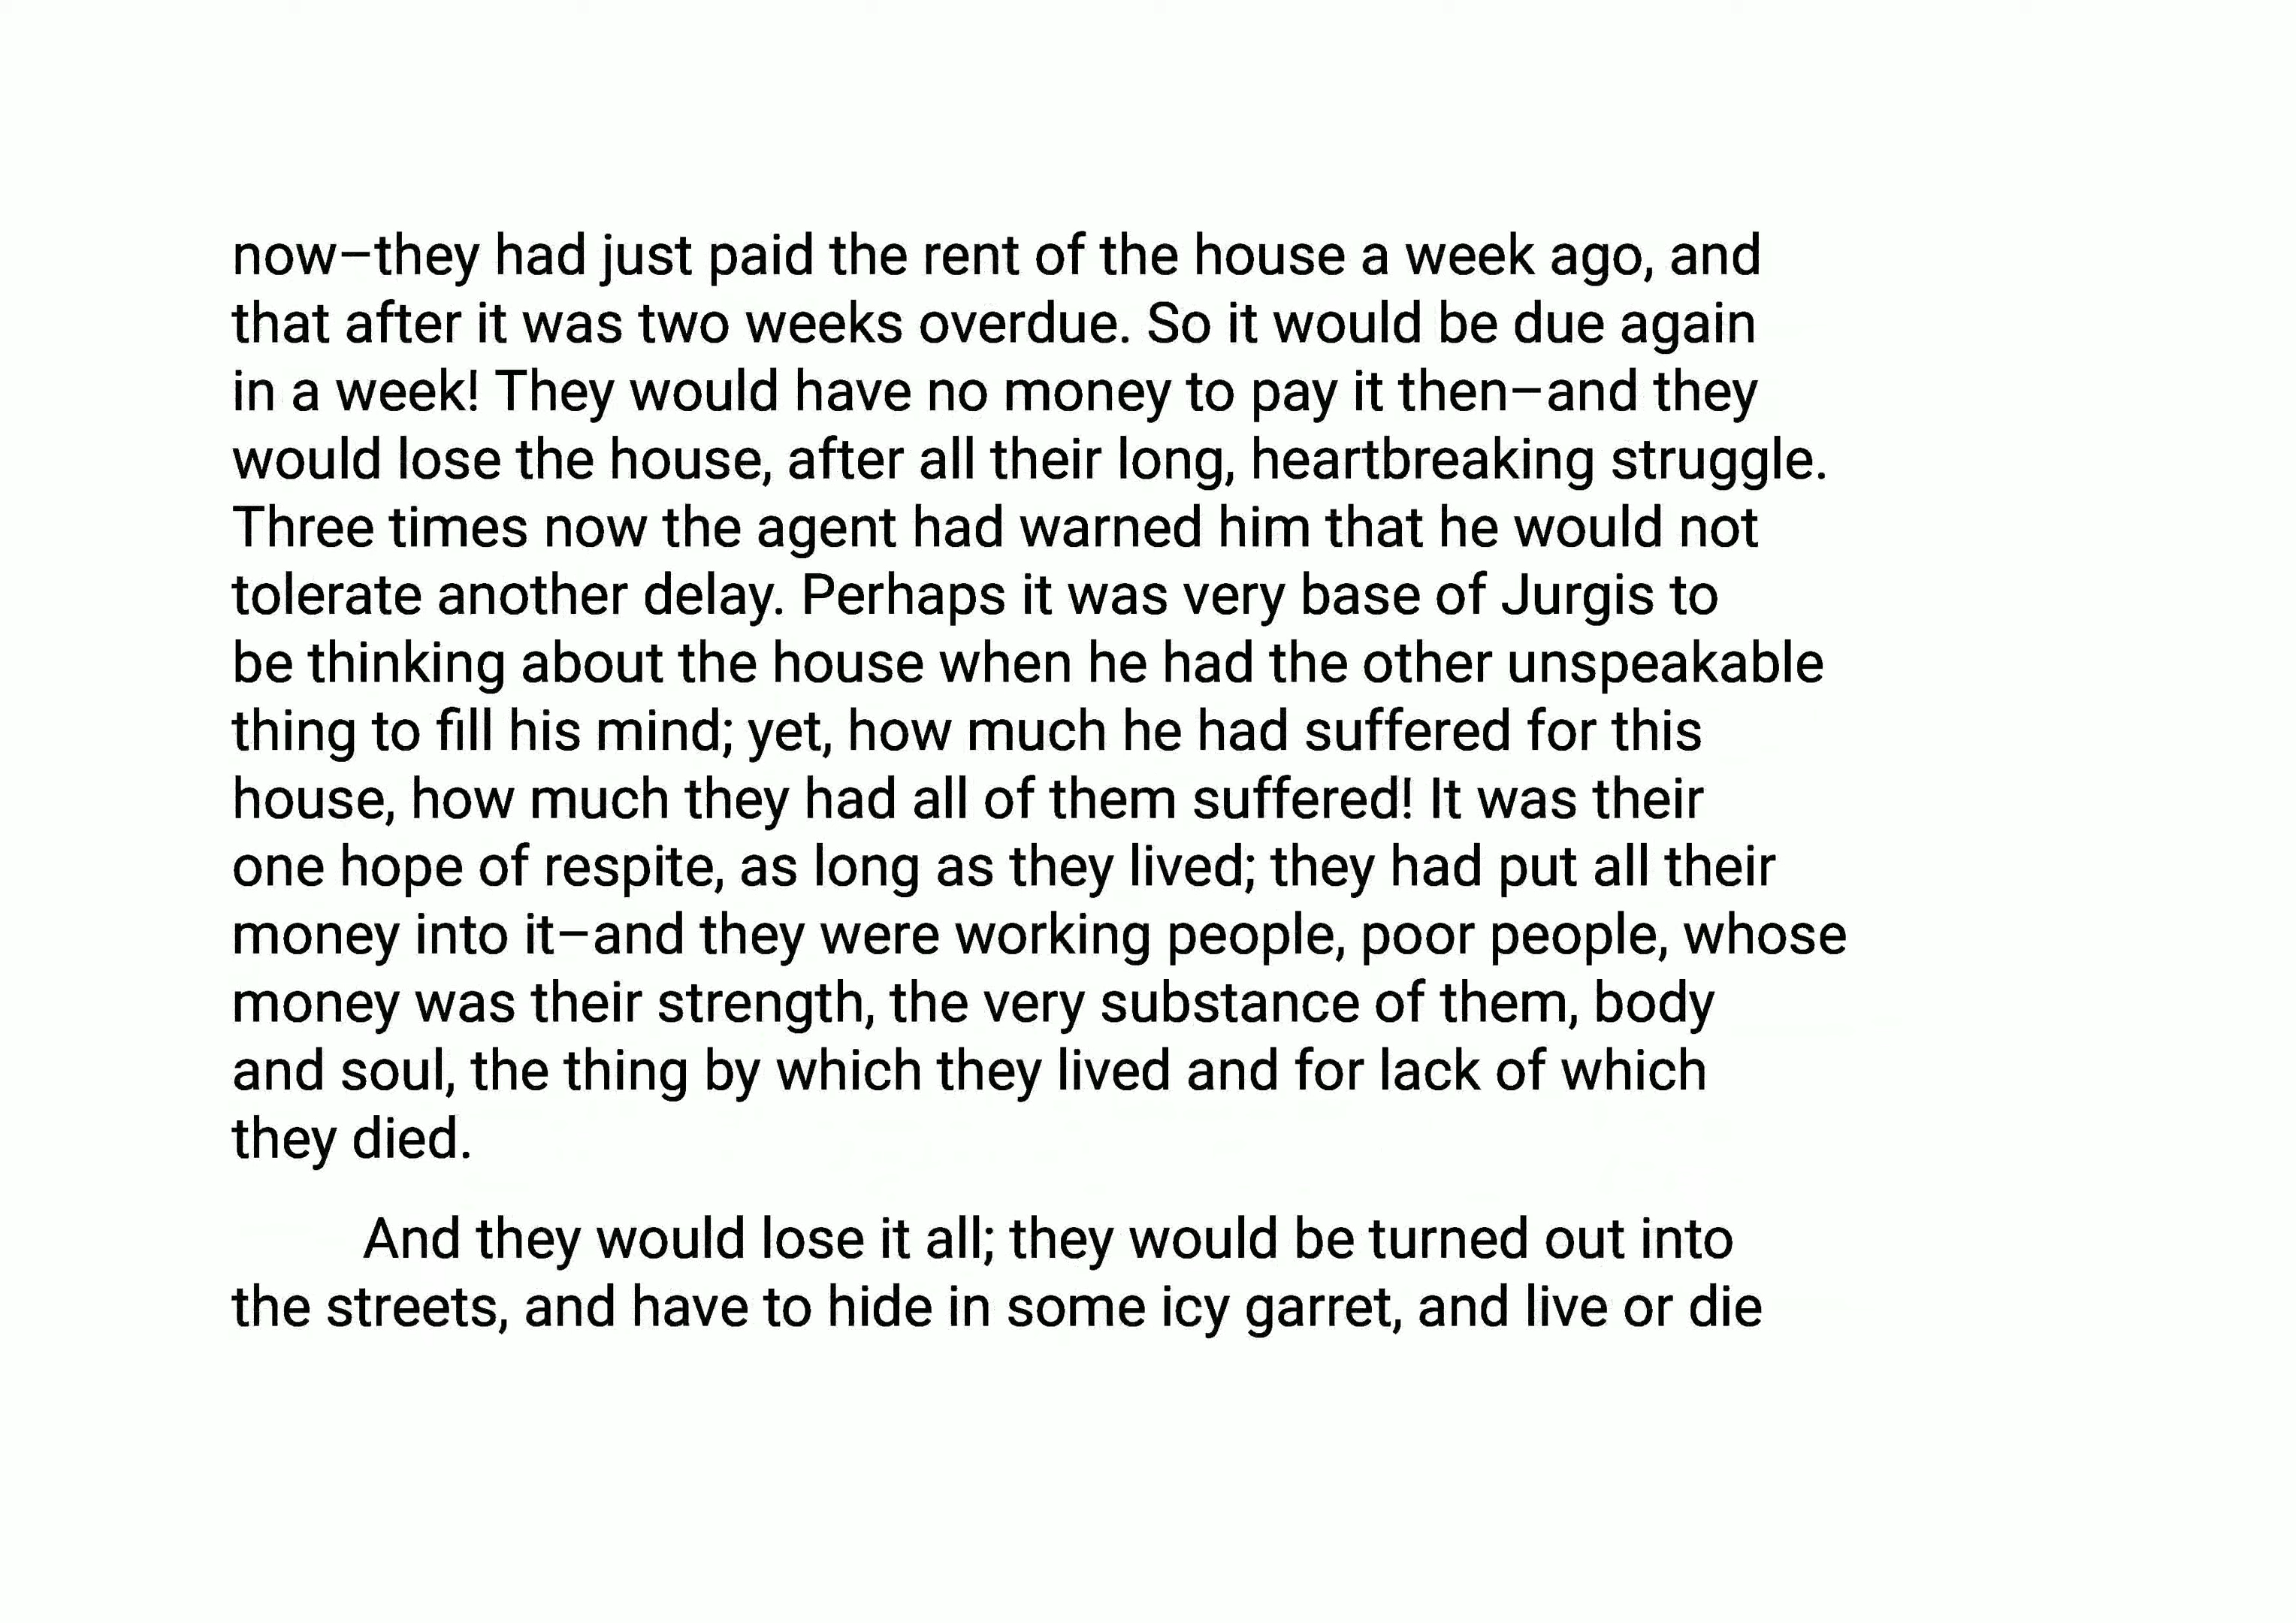 now–they had just paid the rent of the house a week ago, and
that after it was two weeks overdue. So it would be due again
in a week! They would have no money to pay it then–and they
would lose the house, after all their long, heartbreaking struggle.
Three times now the agent had warned him that he would not
tolerate another delay. Perhaps it was very base of Jurgis to
be thinking about the house when he had the other unspeakable
thing to fill his mind; yet, how much he had suffered for this
house, how much they had all of them suffered! It was their
one hope of respite, as long as they lived; they had put all their
money into it–and they were working people, poor people, whose
money was their strength, the very substance of them, body
and soul, the thing by which they lived and for lack of which
they died.
And they would lose it all; they would be turned out into
the streets, and have to hide in some icy garret, and live or die